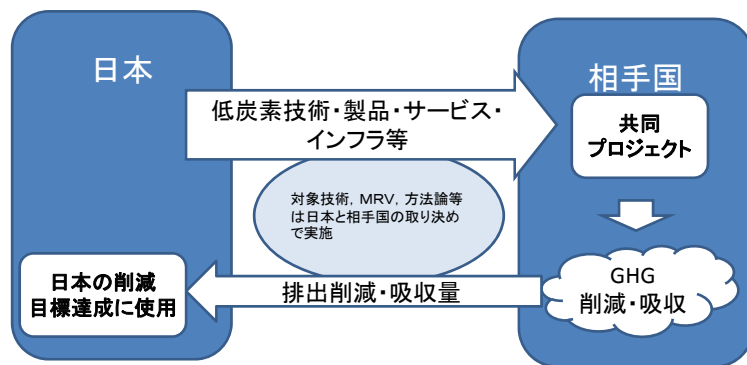 日本
相手国
低炭素技術・製品・サービス・
インフラ等
共同
プロジェクト
対象技術，ＭＲＶ，方法論等
は日本と相手国の取り決め
で実施
日本の削減
目標達成に使用
排出削減・吸収量
GHG
削減・吸収